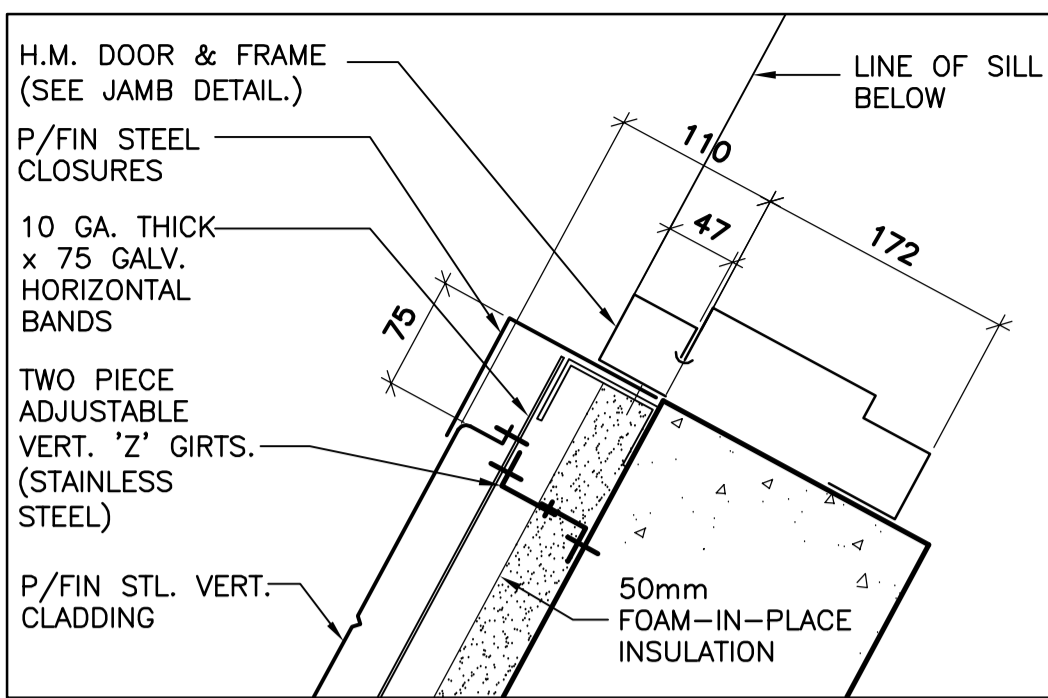 H.M. DOOR & FRAME
(SEE JAMB DETAIL.)
P/FIN STEEL
CLOSURES
10 GA. THICK
x 75 GALV.
HORIZONTAL
BANDS
TWO PIECE
ADJUSTABLE
VERT. 'Z' GIRTS.
(STAINLESS
STEEL)
P/FIN STL. VERT.
CLADDING
LINE OF SILL
BELOW
110
47
172
75
50mm
FOAM-IN-PLACE
INSULATION